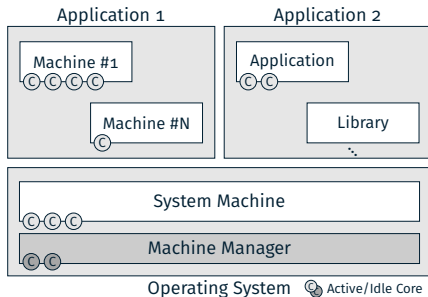 Application 1
Application 2
Machine #1
C C C C
Application
C C
Machine #N
C
Library
System Machine
C C C
Machine Manager
C C
Operating System
C Active/Idle Core